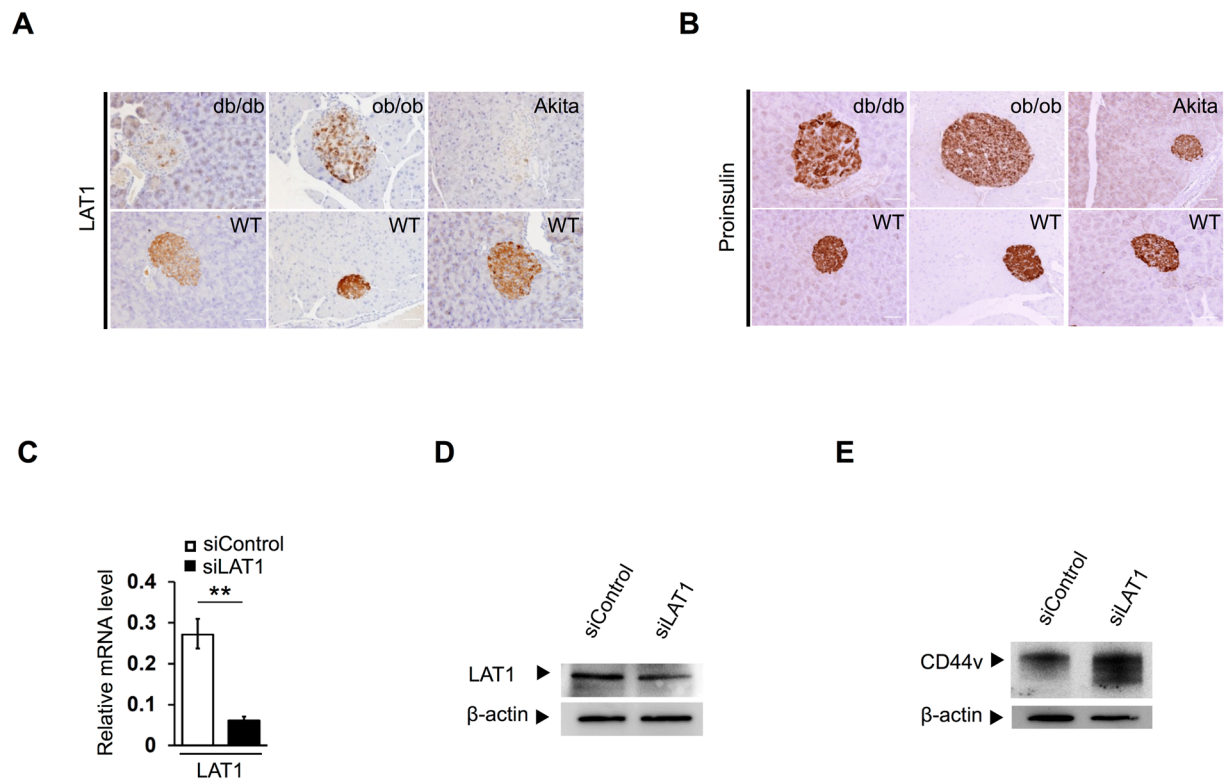 A
B
db/db
ob/ob
Akita
WT
WT
WT
LAT1
db/db
ob/ob
Akita
WT
WT
WT
Proinsulin
C
D
E
siControl
siLAT1
Relative mRNA level
0.4
0.3
0.2
0.1
0
**
LAT1
siControl
siLAT1
LAT1
β-actin
siControl
siLAT1
CD44v
β-actin